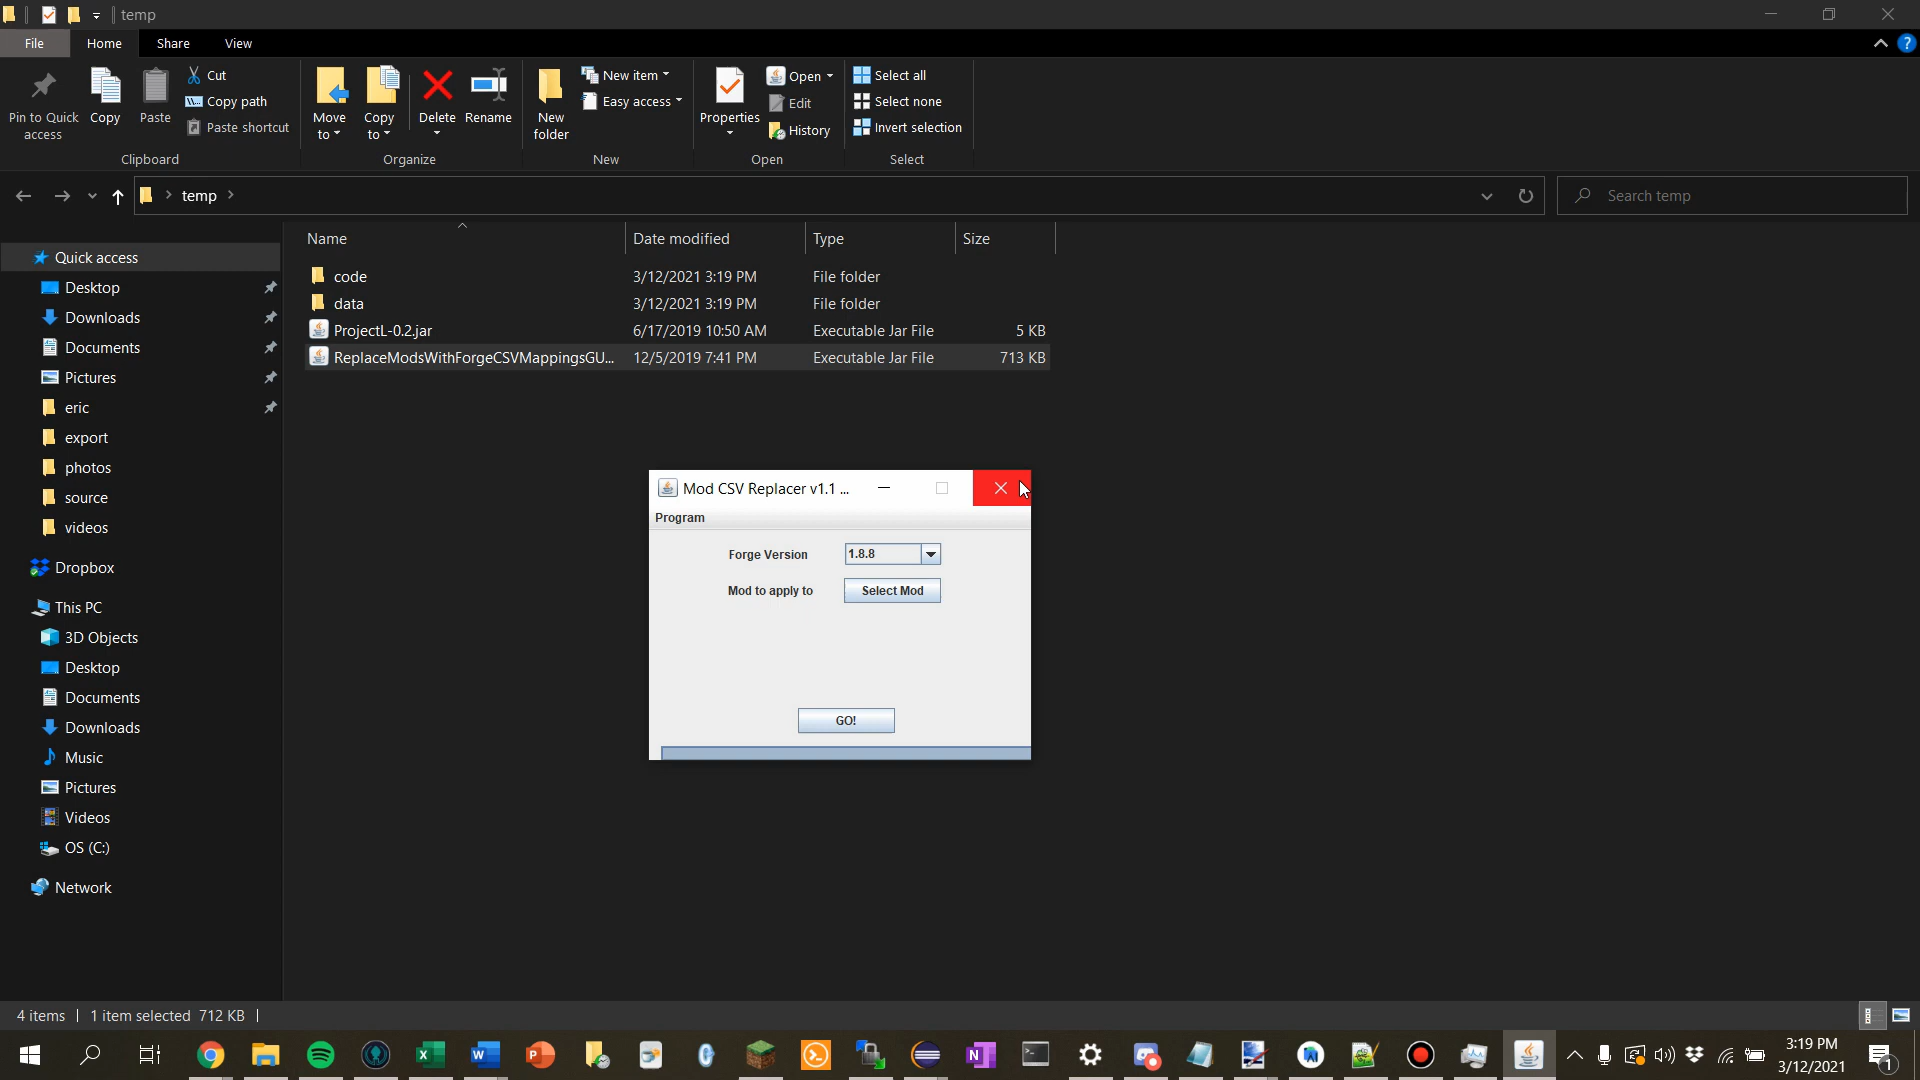 temp
File Home Share View
Pin to Quick access
Copy
Paste
Cut
Copy path
Paste shortcut
Clipboard
Move to
Copy to
Delete
Rename
Organize
New folder
New item
Easy access
New
Properties
Open
Edit
History
Open
Select all
Select none
Invert selection
Select
temp
Search temp
Name Date modified Type Size
code 3/12/2021 3:19 PM File folder
data 3/12/2021 3:19 PM File folder
ProjectL-0.2.jar 6/17/2019 10:50 AM Executable Jar File 5 KB
ReplaceModsWithForgeCSVMappingsGU... 12/5/2019 7:41 PM Executable Jar File 713 KB
Quick access
Desktop
Downloads
Documents
Pictures
eric
export
photos
source
videos
Dropbox
This PC
3D Objects
Desktop
Documents
Downloads
Music
Pictures
Videos
OS (C:)
Network
Mod CSV Replacer v1.1 ...
Program
Forge Version 1.8.8
Mod to apply to Select Mod
GO!
4 items 1 item selected 712 KB
3:19 PM
3/12/2021
1